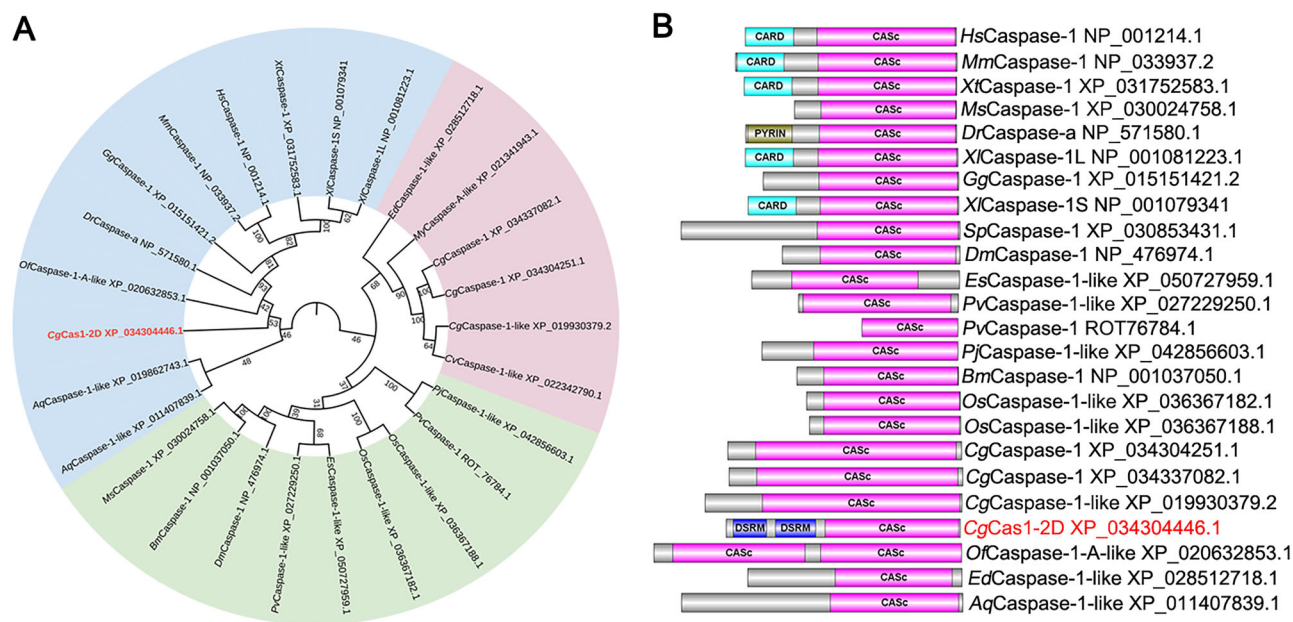 A
XtCaspase-1 XP_031752583.1
XlCaspase-1S NP_001079341
XlCaspase-1L NP_001081223.1
EdCaspase-1-like XP_028512718.1
MyCaspase-A-like XP_021341943.1
CgCaspase-1 XP_034337082.1
CgCaspase-1 XP_034304251.1
CgCaspase-1-like XP_019930379.2
CvCaspase-1-like XP_022342790.1
PjCaspase-1-like XP_042856603.1
PvCaspase-1 ROT_76784.1
OsCaspase-1-like XP_036367188.1
OsCaspase-1-like XP_036367182.1
EsCaspase-1-like XP_050727959.1
PvCaspase-1-like XP_027229250.1
DmCaspase-1 NP_476974.1
BmCaspase-1 NP_001037050.1
MsCaspase-1 XP_030024758.1
AqCaspase-1-like XP_011407839.1
AqCaspase-1-like XP_019862743.1
CgCas1-2D XP_034304446.1
OfCaspase-1-A-like XP_020632853.1
DrCaspase-a NP_571580.1
GgCaspase-1 XP_015151421.2
MmCaspase-1 NP_033937.2
HsCaspase-1 NP_001214.1
100
82
62
81
93
42
53
46
48
46
68
90
100
100
64
37
100
31
39
68
100
B
CARD CASc HsCaspase-1 NP_001214.1
CARD CASc MmCaspase-1 NP_033937.2
CARD CASc XtCaspase-1 XP_031752583.1
CASc MsCaspase-1 XP_030024758.1
PYRIN CASc DrCaspase-a NP_571580.1
CARD CASc XlCaspase-1L NP_001081223.1
CASc GgCaspase-1 XP_015151421.2
CARD CASc XlCaspase-1S NP_001079341
CASc SpCaspase-1 XP_030853431.1
CASc DmCaspase-1 NP_476974.1
CASc EsCaspase-1-like XP_050727959.1
CASc PvCaspase-1-like XP_027229250.1
CASc PvCaspase-1 ROT76784.1
CASc PjCaspase-1-like XP_042856603.1
CASc BmCaspase-1 NP_001037050.1
CASc OsCaspase-1-like XP_036367182.1
CASc OsCaspase-1-like XP_036367188.1
CASc CgCaspase-1 XP_034304251.1
CASc CgCaspase-1 XP_034337082.1
CASc CgCaspase-1-like XP_019930379.2
DSRM DSRM CASc CgCas1-2D XP_034304446.1
CASc CASc OfCaspase-1-A-like XP_020632853.1
CASc EdCaspase-1-like XP_028512718.1
CASc AqCaspase-1-like XP_011407839.1